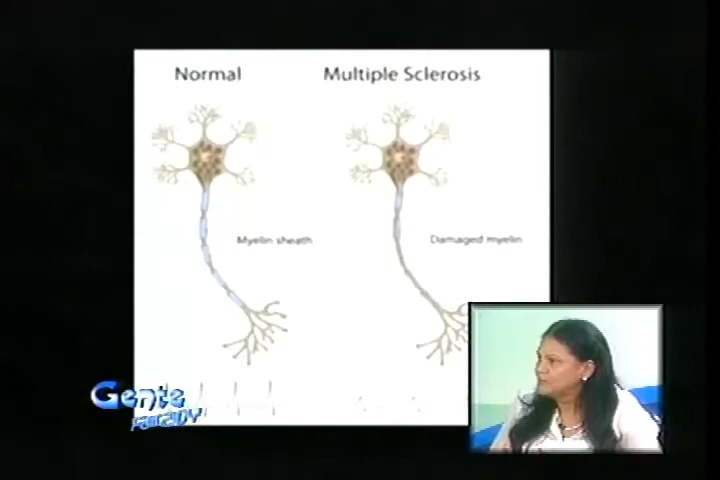 Normal
Multiple Sclerosis
Myelin sheath
Damaged myelin
Gente